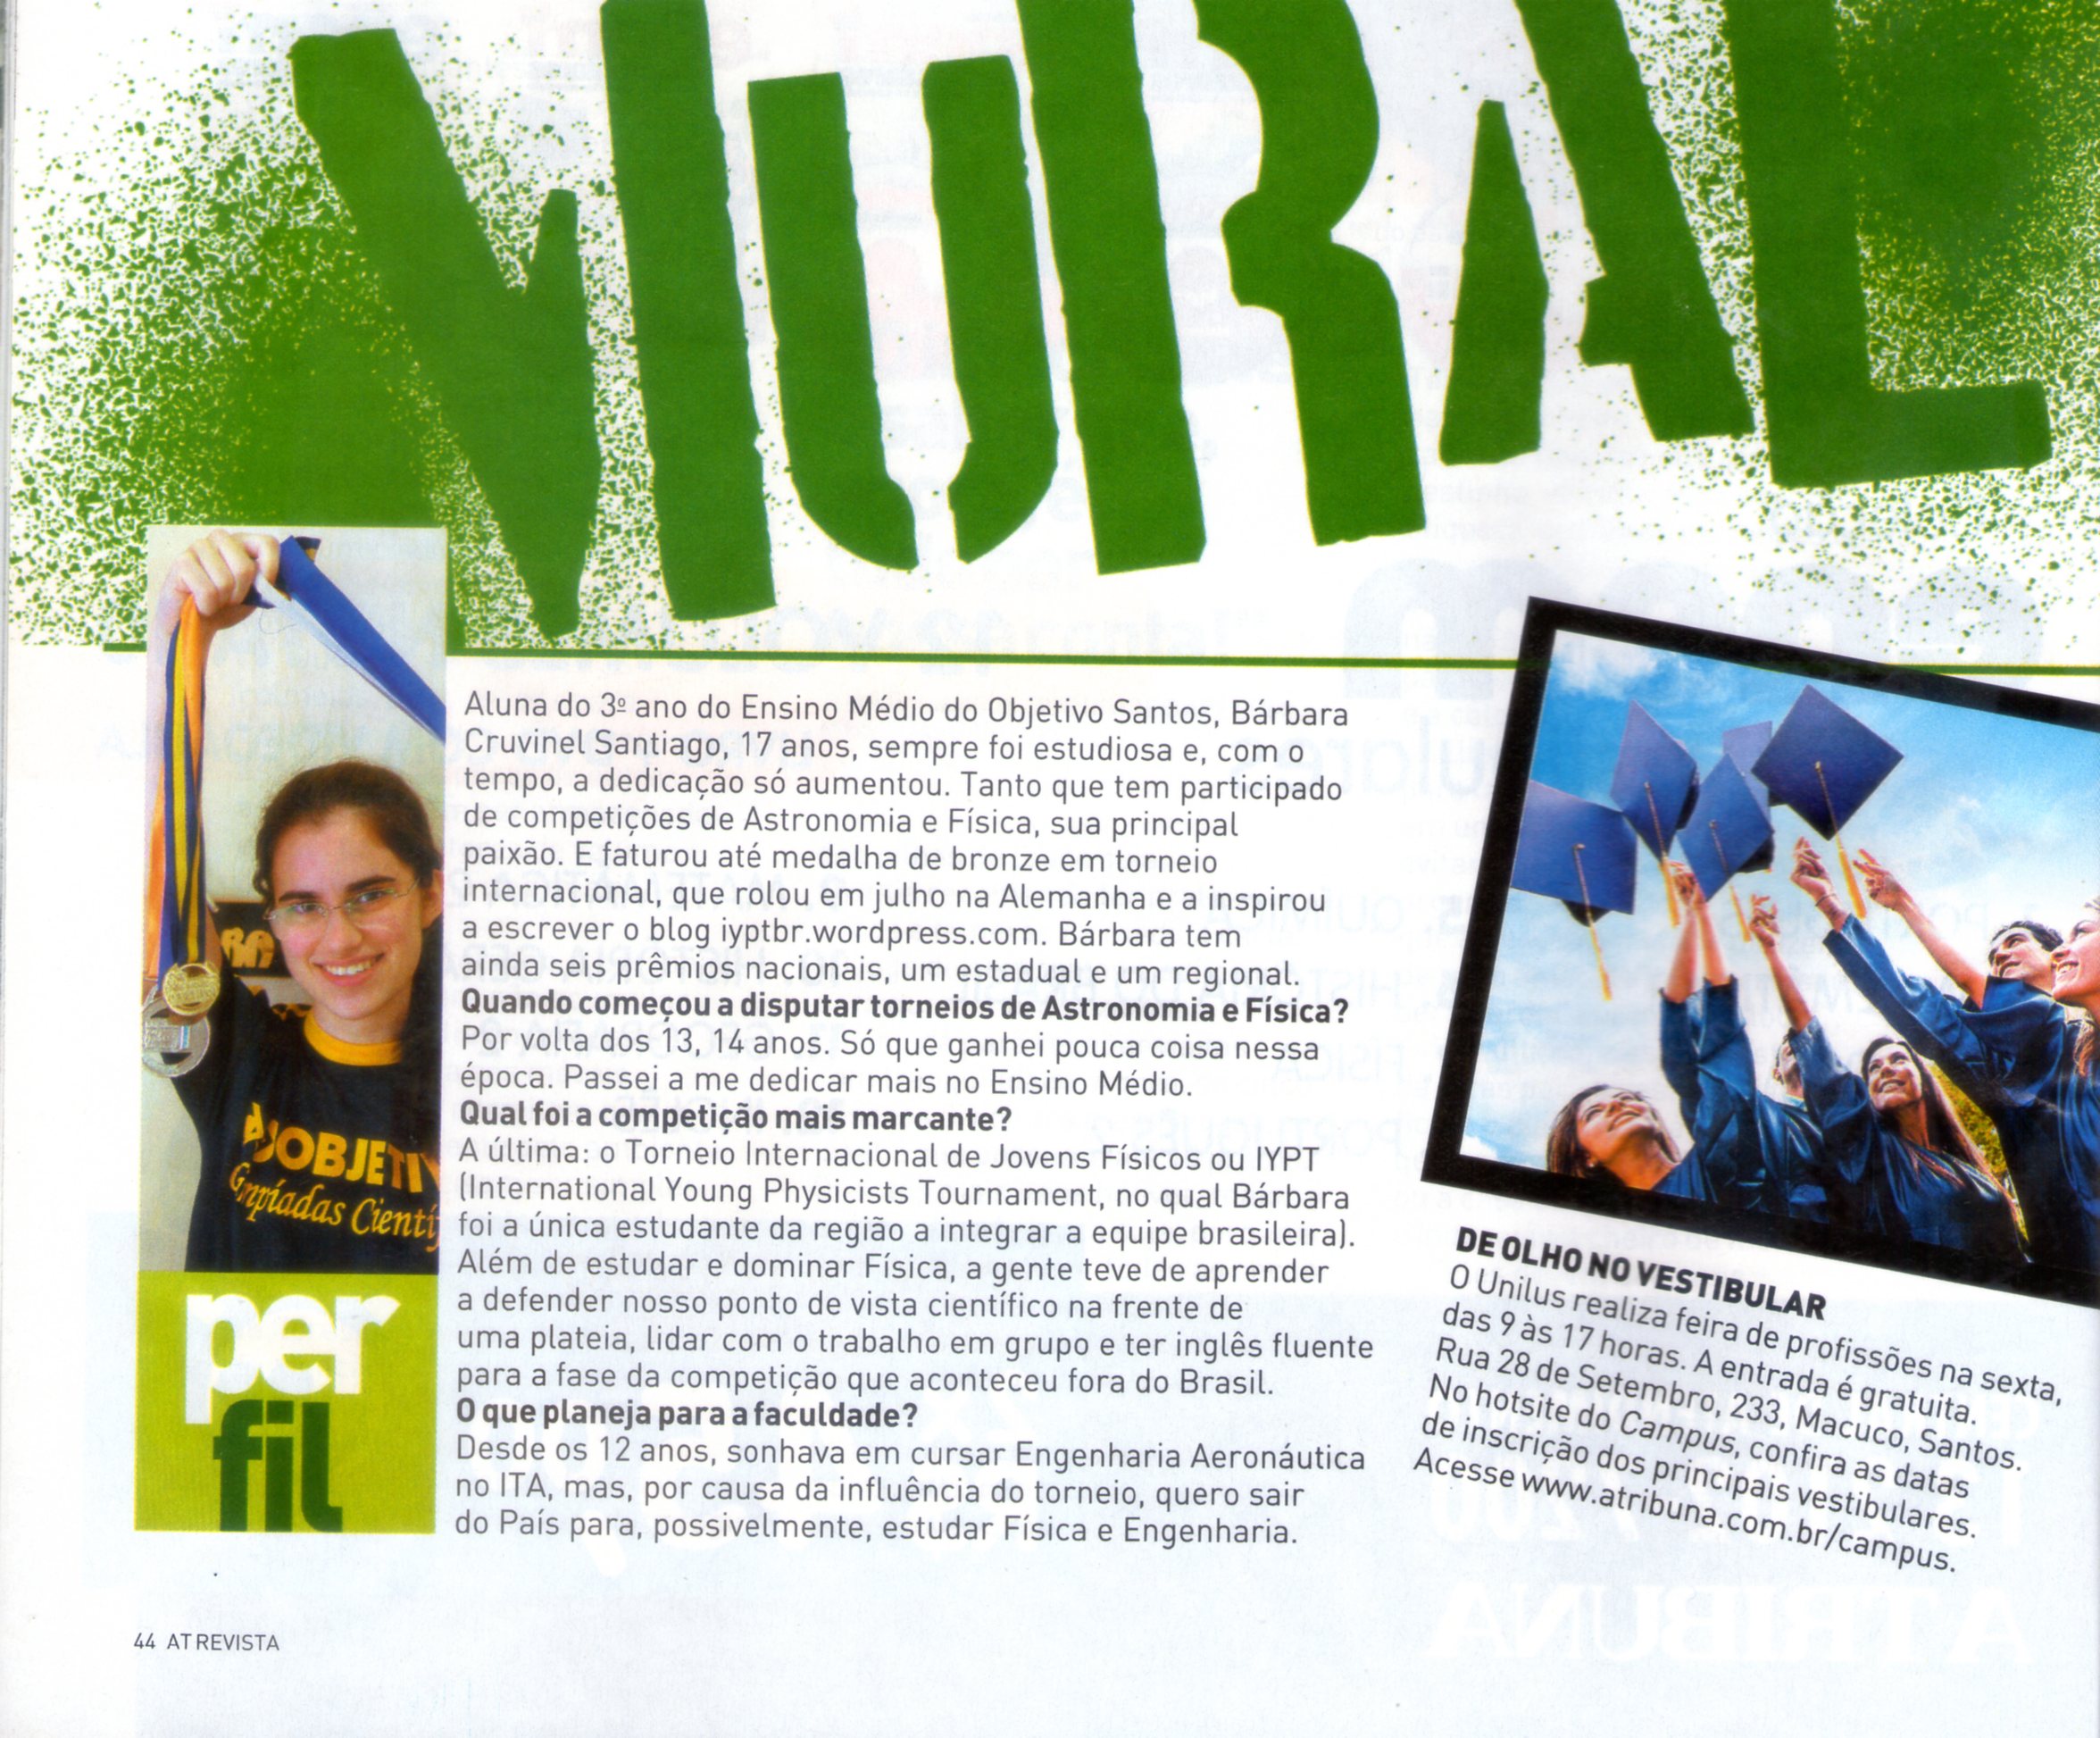 MURAL
Aluna do 3º ano do Ensino Médio do Objetivo Santos, Bárbara
Cruvinel Santiago, 17 anos, sempre foi estudiosa e, com o
tempo, a dedicação só aumentou. Tanto que tem participado
de competições de Astronomia e Física, sua principal
paixão. E faturou até medalha de bronze em torneio
internacional, que rolou em julho na Alemanha e a inspirou
a escrever o blog iyptbr.wordpress.com. Bárbara tem
ainda seis prêmios nacionais, um estadual e um regional.
Quando começou a disputar torneios de Astronomia e Física?
Por volta dos 13, 14 anos. Só que ganhei pouca coisa nessa
época. Passei a me dedicar mais no Ensino Médio.
Qual foi a competição mais marcante?
A última: o Torneio Internacional de Jovens Físicos ou IYPT
(International Young Physicists Tournament, no qual Bárbara
foi a única estudante da região a integrar a equipe brasileira).
Além de estudar e dominar Física, a gente teve de aprender
a defender nosso ponto de vista científico na frente de
uma plateia, lidar com o trabalho em grupo e ter inglês fluente
para a fase da competição que aconteceu fora do Brasil.
O que planeja para a faculdade?
Desde os 12 anos, sonhava em cursar Engenharia Aeronáutica
no ITA, mas, por causa da influência do torneio, quero sair
do País para, possivelmente, estudar Física e Engenharia.
OBJETIV
Cientí
per
fil
DE OLHO NO VESTIBULAR
O Unilus realiza feira de profissões na sexta,
das 9 às 17 horas. A entrada é gratuita.
Rua 28 de Setembro, 233, Macuco, Santos.
No hotsite do Campus, confira as datas
de inscrição dos principais vestibulares.
Acesse www.atribuna.com.br/campus.
44 AT REVISTA